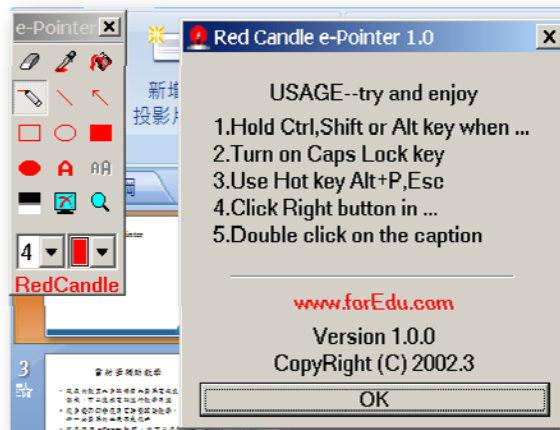 e-Pointer
新增
投影片
A
AA
4
RedCandle
3
Red Candle e-Pointer 1.0
USAGE--try and enjoy
1.Hold Ctrl,Shift or Alt key when ...
2.Turn on Caps Lock key
3.Use Hot key Alt+P,Esc
4.Click Right button in ...
5.Double click on the caption
www.forEdu.com
Version 1.0.0
CopyRight (C) 2002.3
OK